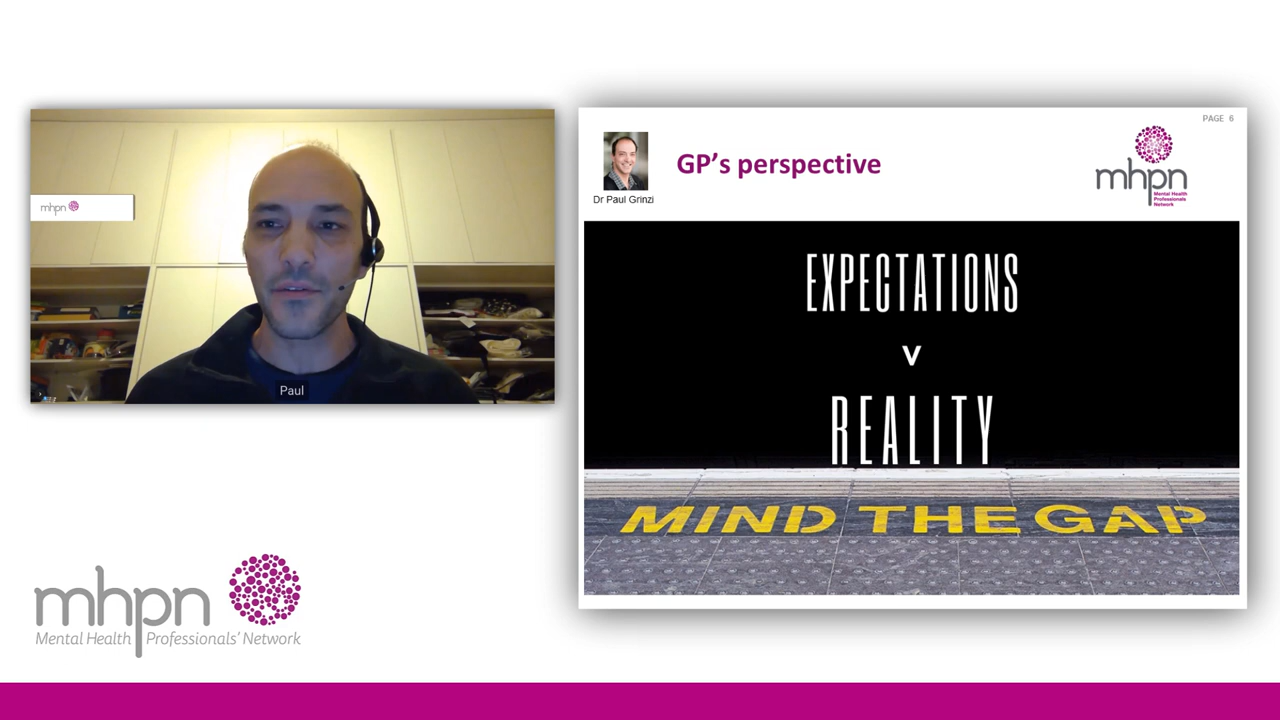 mhpn
Paul
PAGE 6
Dr Paul Grinzi
GP's perspective
mhpn
Mental Health
Professionals
Network
EXPECTATIONS
v
REALITY
MIND THE GAP
mhpn
Mental Health Professionals' Network